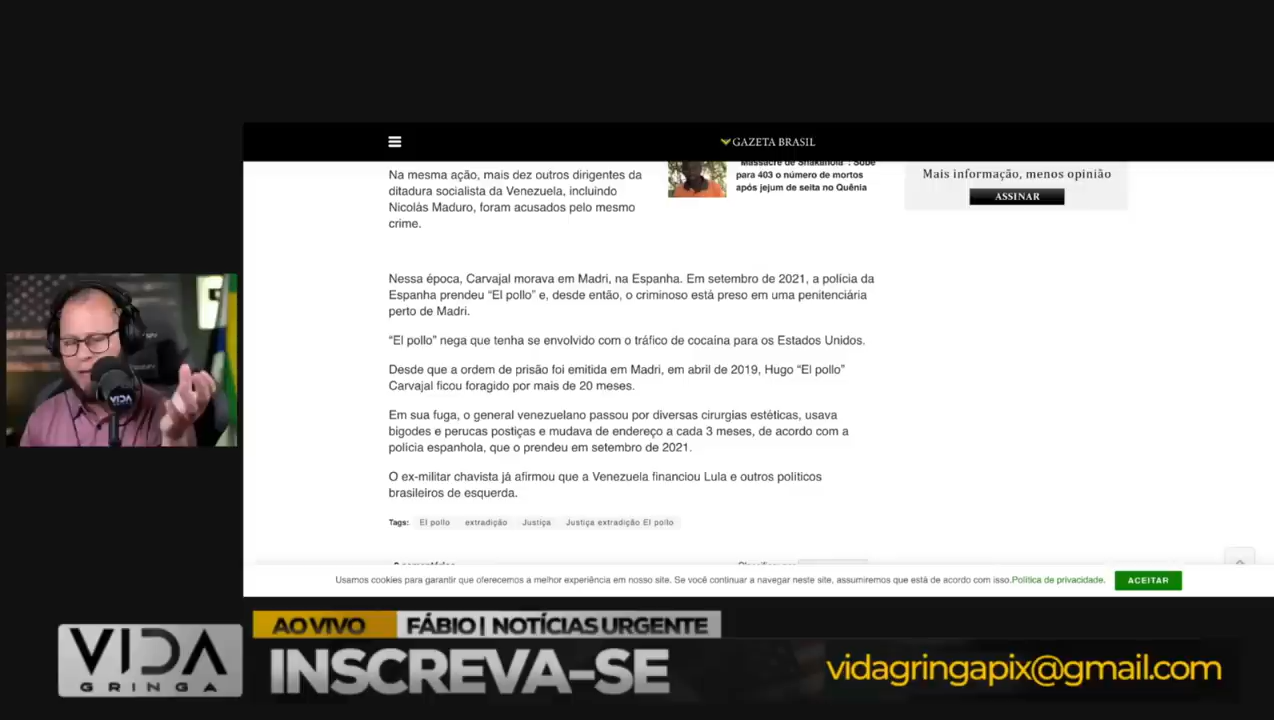 GAZETA BRASIL
Na mesma ação, mais dez outros dirigentes da
ditadura socialista da Venezuela, incluindo
Nicolás Maduro, foram acusados pelo mesmo
crime.
"Massacre de Shakahola": Sobe
para 403 o número de mortos
após jejum de seita no Quênia
Mais informação, menos opinião
ASSINAR
Nessa época, Carvajal morava em Madri, na Espanha. Em setembro de 2021, a polícia da
Espanha prendeu “El pollo” e, desde então, o criminoso está preso em uma penitenciária
perto de Madri.
“El pollo” nega que tenha se envolvido com o tráfico de cocaína para os Estados Unidos.
Desde que a ordem de prisão foi emitida em Madri, em abril de 2019, Hugo “El pollo”
Carvajal ficou foragido por mais de 20 meses.
Em sua fuga, o general venezuelano passou por diversas cirurgias estéticas, usava
bigodes e perucas postiças e mudava de endereço a cada 3 meses, de acordo com a
polícia espanhola, que o prendeu em setembro de 2021.
O ex-militar chavista já afirmou que a Venezuela financiou Lula e outros políticos
brasileiros de esquerda.
Tags: El pollo extradição Justiça Justiça extradição El pollo
Usamos cookies para garantir que oferecemos a melhor experiência em nosso site. Se você continuar a navegar neste site, assumiremos que está de acordo com isso.Política de privacidade.
ACEITAR
VIDA
AO VIVO FÁBIO | NOTÍCIAS URGENTE
VIDA
GRINGA
INSCREVA-SE
vidagringapix@gmail.com